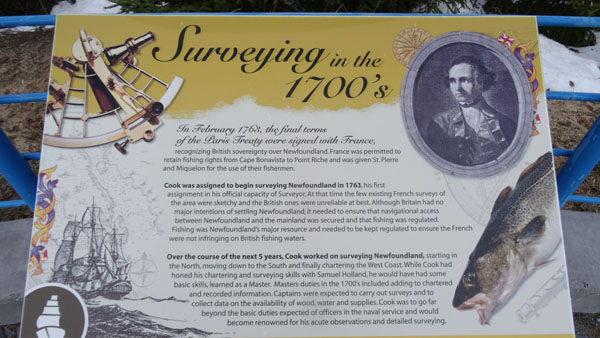 Surveying in the
1700's
In February 1763, the final terms
of the Paris Treaty were signed with France,
recognizing British sovereignty over Newfoundland. France was permitted to
retain fishing rights from Cape Bonavista to Point Riche and was given St. Pierre
and Miquelon for the use of their fishermen.
Cook was assigned to begin surveying Newfoundland in 1763, his first
assignment in his official capacity of Surveyor. At that time the few existing French surveys of
the area were sketchy and the British ones were unreliable at best. Although Britain had no
major intentions of settling Newfoundland, it needed to ensure that navigational access
between Newfoundland and the mainland was secured and that fishing was regulated.
Fishing was Newfoundland's major resource and needed to be kept regulated to ensure the French
were not infringing on British fishing waters.
Over the course of the next 5 years, Cook worked on surveying Newfoundland, starting in
the North, moving down to the South and finally chartering the West Coast. While Cook had
honed his chartering and surveying skills with Samuel Holland, he would have had some
basic skills, learned as a Master. Masters duties in the 1700's included adding to chartered
and recorded information. Captains were expected to carry out surveys and to
collect data on the availability of wood, water and supplies. Cook was to go far
beyond the basic duties expected of officers in the naval service and would
become renowned for his acute observations and detailed surveying.